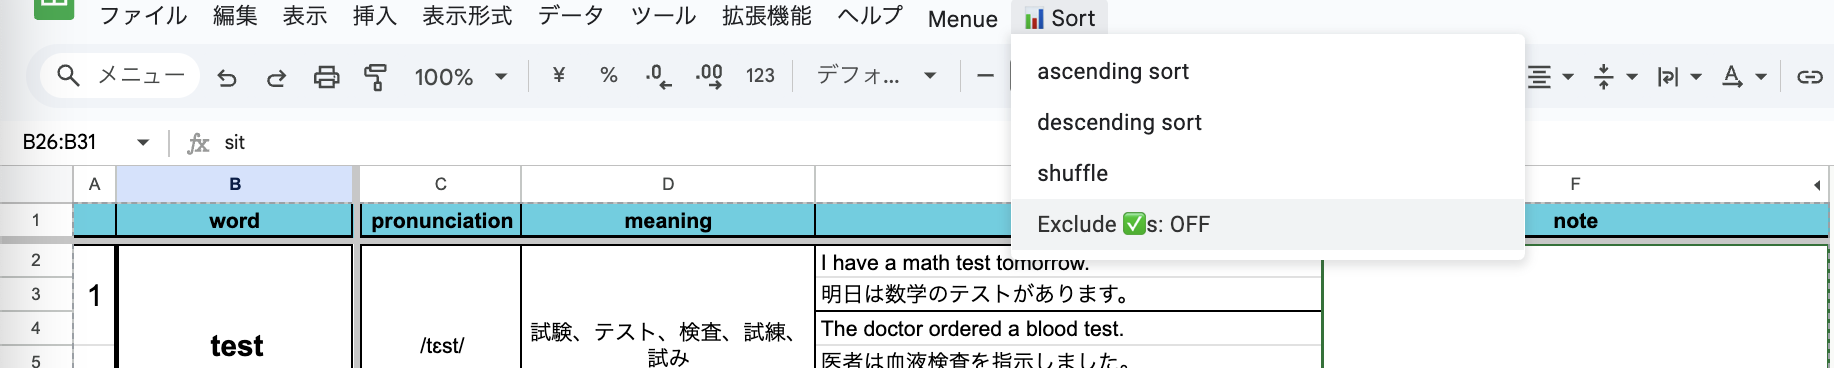 ファイル 編集 表示 挿入 表示形式 データ ツール 拡張機能 ヘルプ Menue 📊 Sort
メニュー 100% ¥ % .0 .00 123 デフォ... A
ascending sort
descending sort
shuffle
Exclude ✅s: OFF
B26:B31 fx sit
A B C D F
1 word pronunciation meaning note
2 I have a math test tomorrow.
3 1 明日は数学のテストがあります。
4 The doctor ordered a blood test.
test /tɛst/ 試験、テスト、検査、試練、
試み
5 医者は血液検査を指示しました。